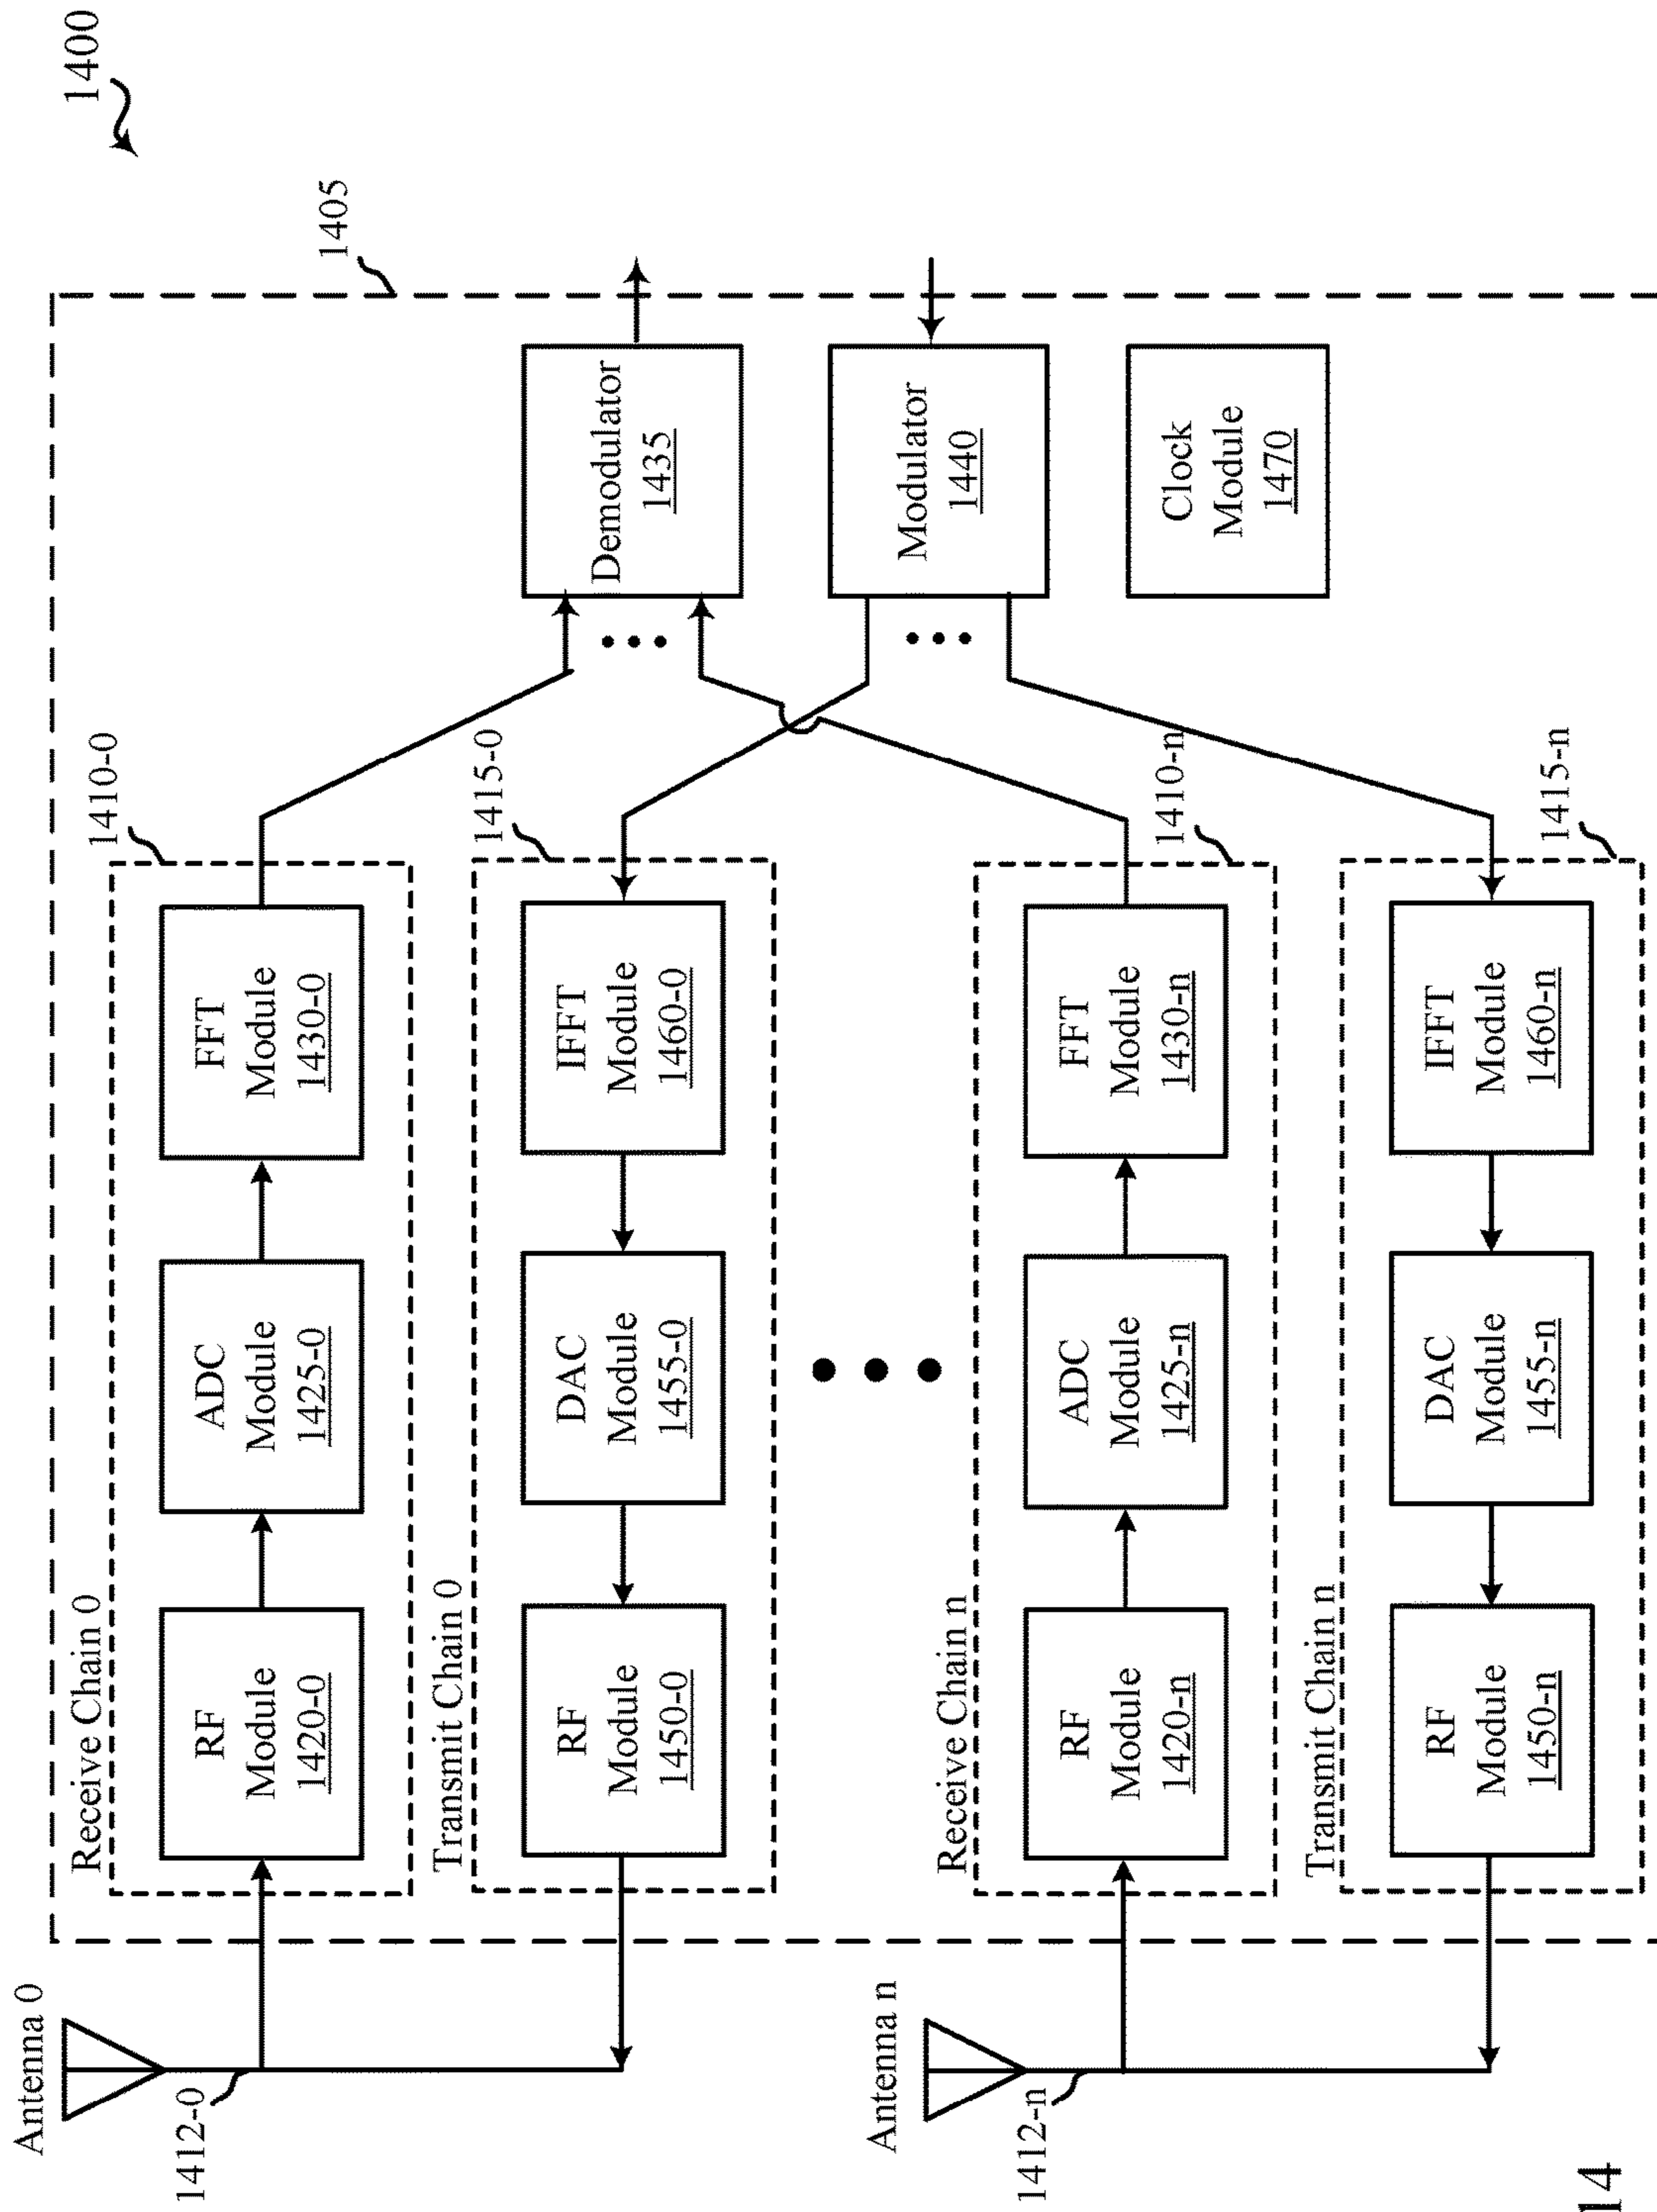 1400
1405
Antenna 0
1412-0
Receive Chain 0
1410-0
RF
Module
1420-0
ADC
Module
1425-0
FFT
Module
1430-0
Transmit Chain 0
1415-0
RF
Module
1450-0
DAC
Module
1455-0
IFFT
Module
1460-0
Demodulator
1435
Modulator
1440
Clock
Module
1470
Antenna n
1412-n
Receive Chain n
1410-n
RF
Module
1420-n
ADC
Module
1425-n
FFT
Module
1430-n
Transmit Chain n
1415-n
RF
Module
1450-n
DAC
Module
1455-n
IFFT
Module
1460-n
14